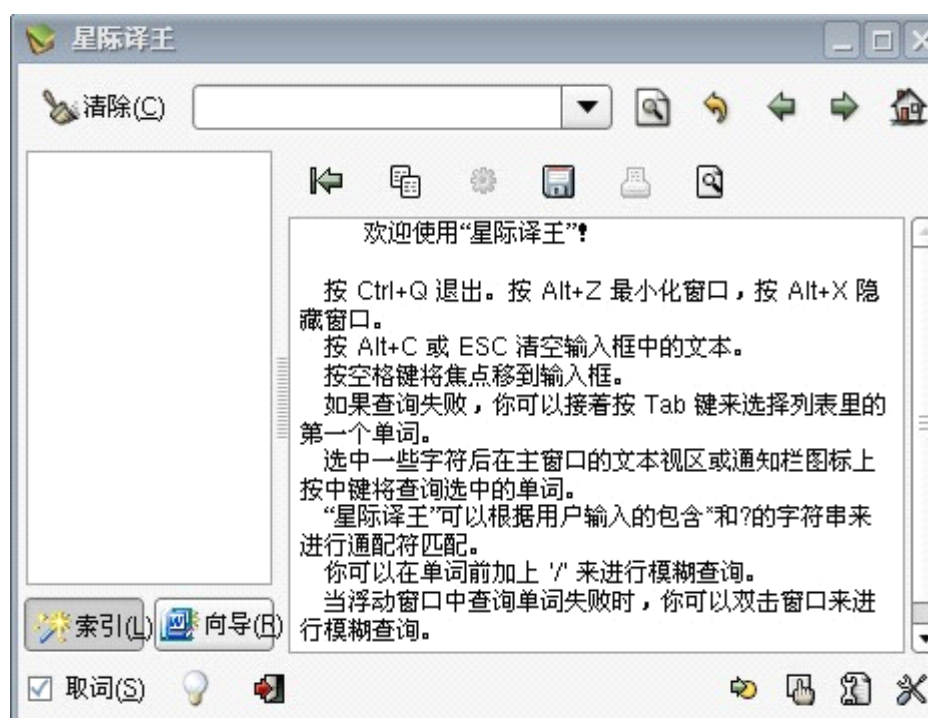 星际译王
清除(C)
欢迎使用“星际译王”!
按 Ctrl+Q 退出。按 Alt+Z 最小化窗口，按 Alt+X 隐
藏窗口。
按 Alt+C 或 ESC 清空输入框中的文本。
按空格键将焦点移到输入框。
如果查询失败，你可以接着按 Tab 键来选择列表里的
第一个单词。
选中一些字符后在主窗口的文本视区或通知栏图标上
按中键将查询选中的单词。
“星际译王”可以根据用户输入的包含*和?的字符串来
进行通配符匹配。
你可以在单词前加上 '/' 来进行模糊查询。
当浮动窗口中查询单词失败时，你可以双击窗口来进
行模糊查询。
索引(L) 向导(R)
取词(S)